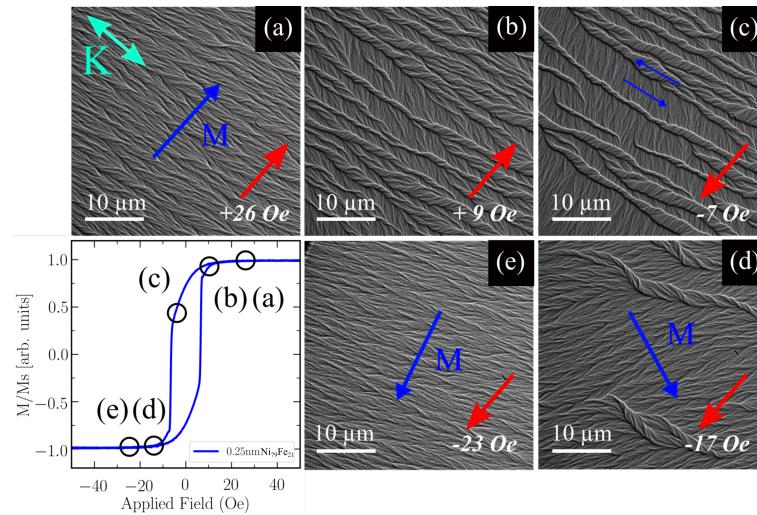 (a)
K
M
10 µm
+26 Oe
(b)
10 µm
+ 9 Oe
(c)
10 µm
-7 Oe
M/Ms [arb. units]
1.0
0.5
0.0
−0.5
−1.0
(c)
(b) (a)
(e) (d)
0.25nmNi79Fe21
−40 −20 0 20 40
Applied Field (Oe)
(e)
M
10 µm
-23 Oe
(d)
M
10 µm
-17 Oe